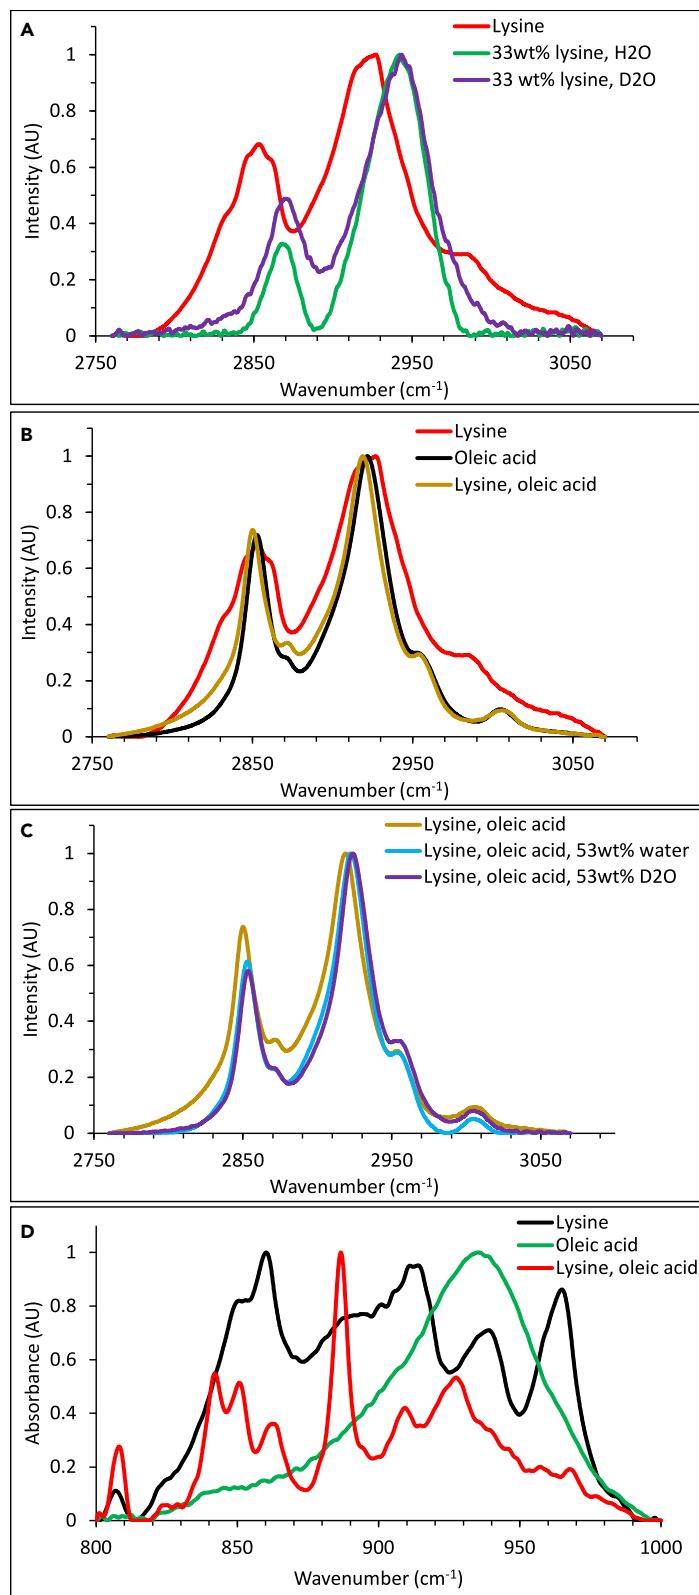 A
Lysine
33wt% lysine, H2O
33 wt% lysine, D2O
Intensity (AU)
1
0.8
0.6
0.4
0.2
0
2750 2850 2950 3050
Wavenumber (cm-1)
B
Lysine
Oleic acid
Lysine, oleic acid
Intensity (AU)
1
0.8
0.6
0.4
0.2
0
2750 2850 2950 3050
Wavenumber (cm-1)
C
Lysine, oleic acid
Lysine, oleic acid, 53wt% water
Lysine, oleic acid, 53wt% D2O
Intensity (AU)
1
0.8
0.6
0.4
0.2
0
2750 2850 2950 3050
Wavenumber (cm-1)
D
Lysine
Oleic acid
Lysine, oleic acid
Absorbance (AU)
1
0.8
0.6
0.4
0.2
0
800 850 900 950 1000
Wavenumber (cm-1)